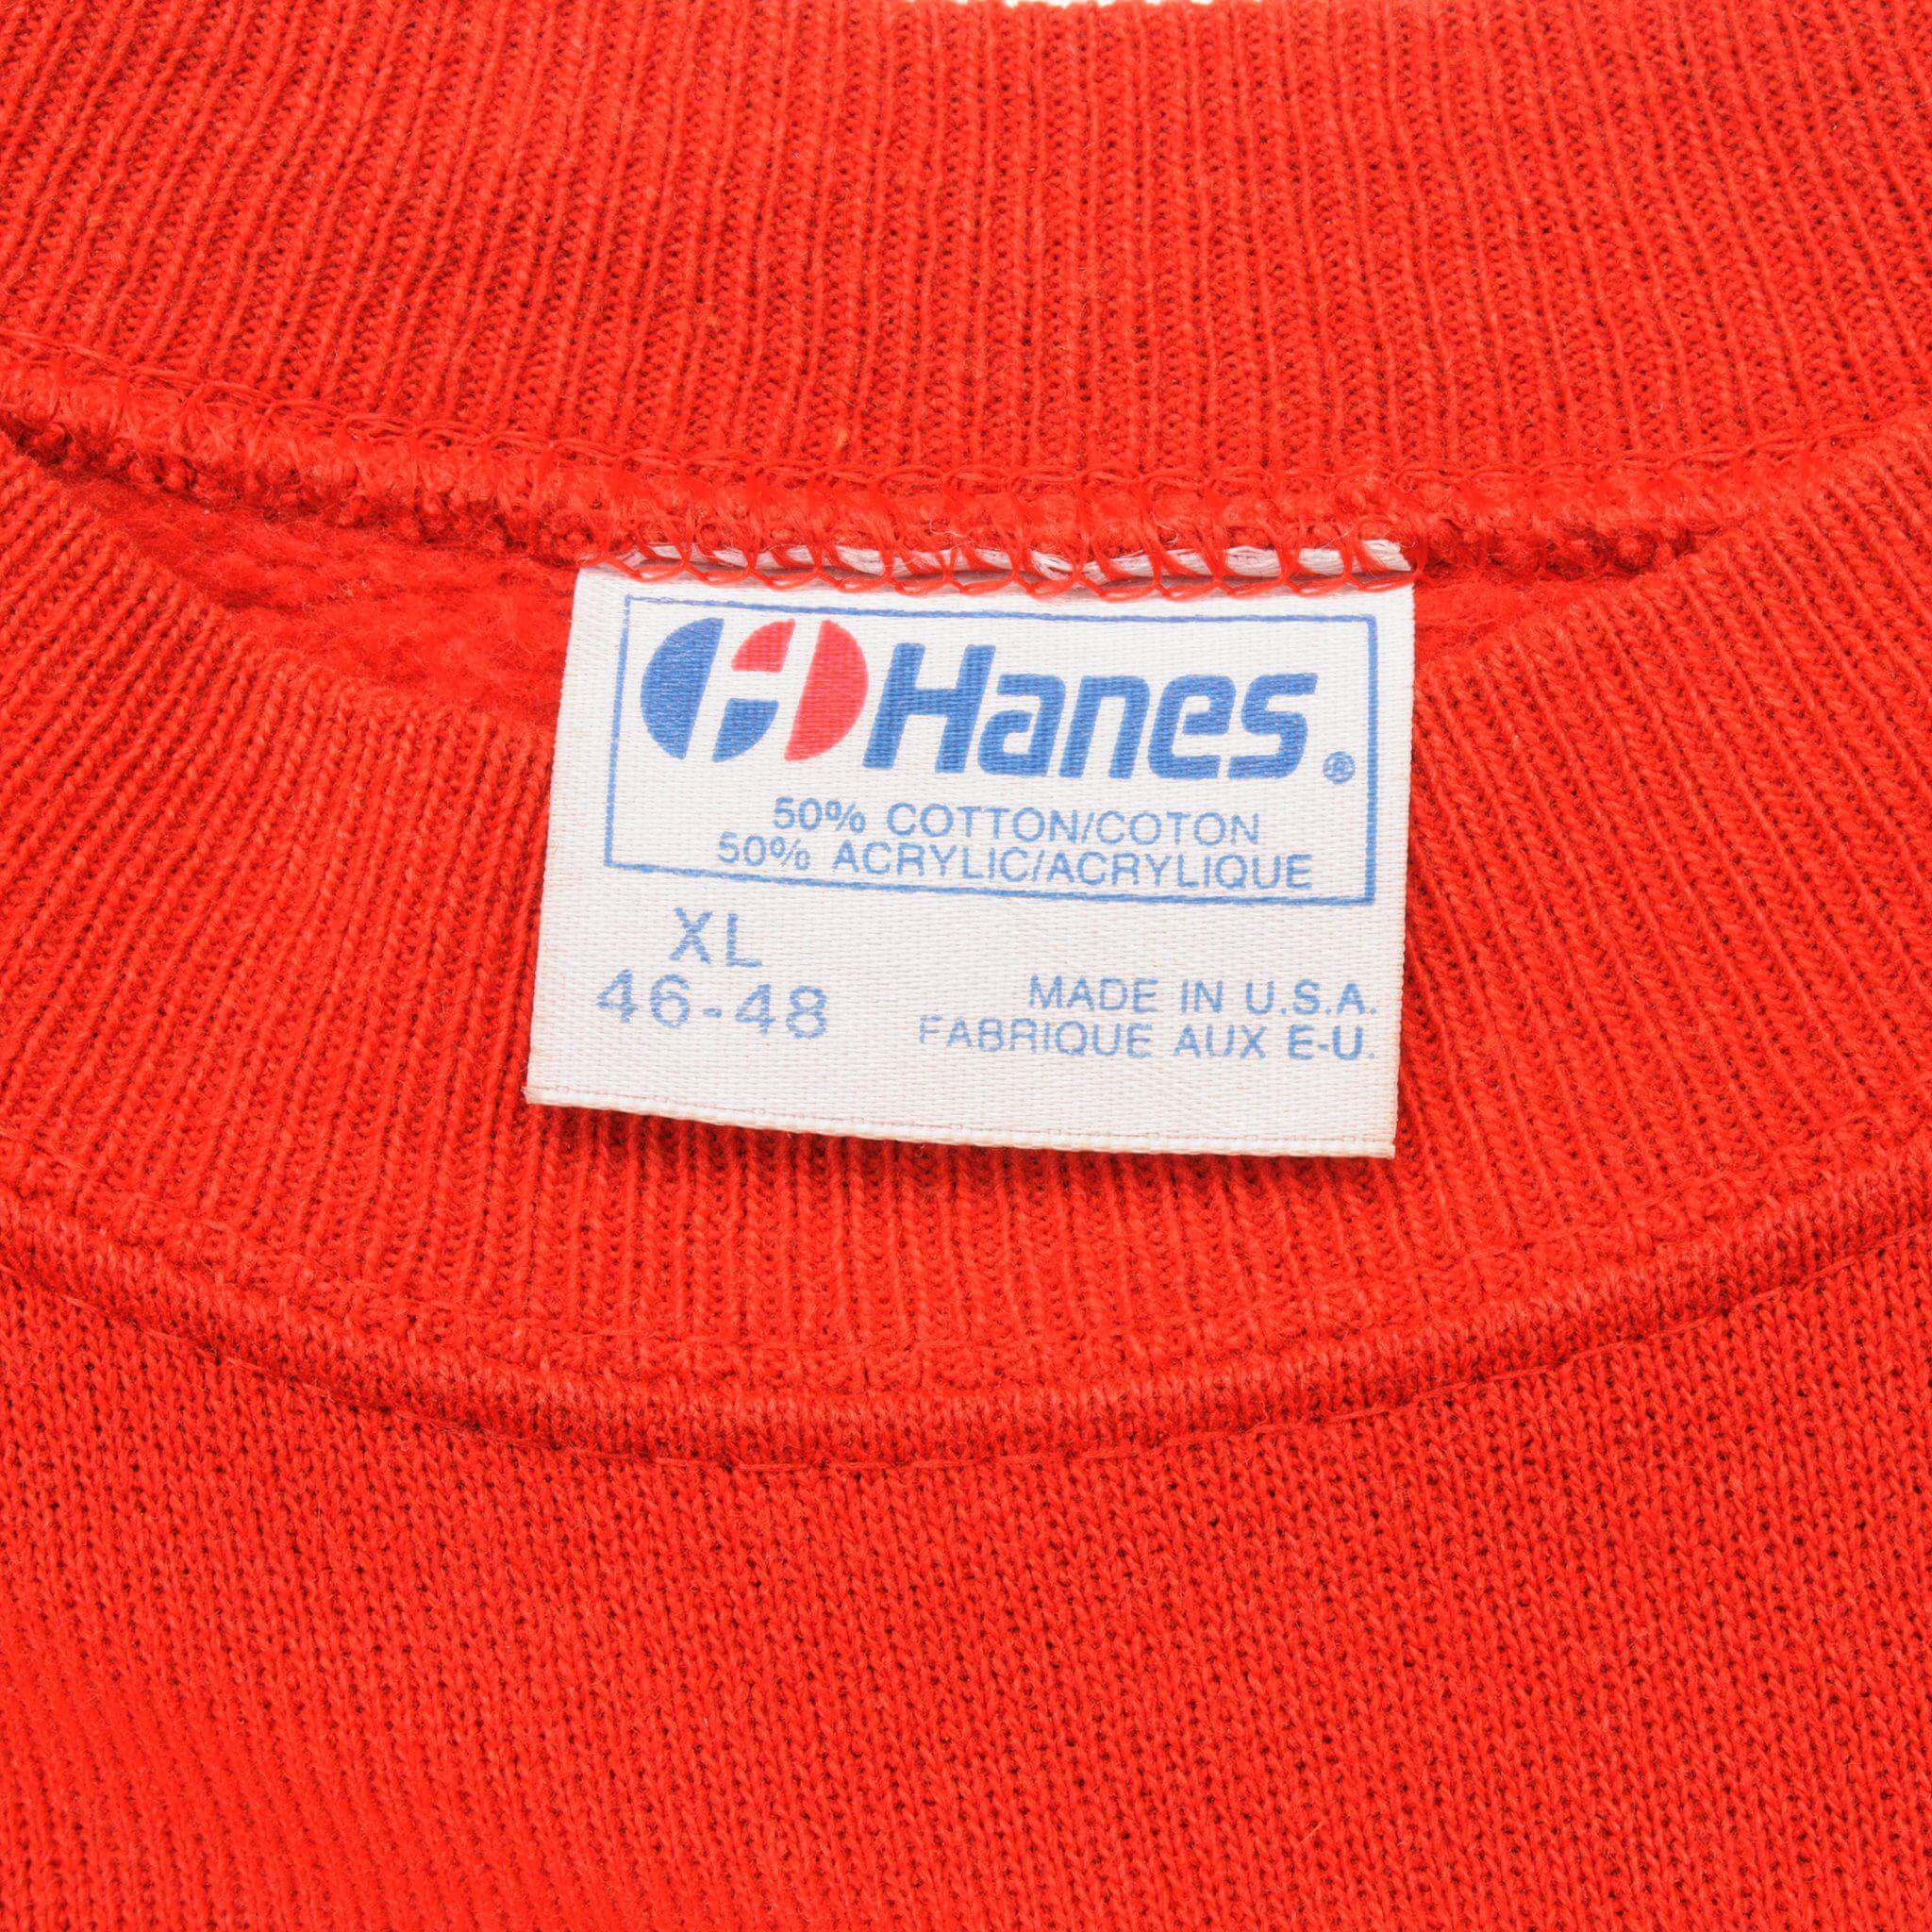 Hanes®
50% COTTON/COTON
50% ACRYLIC/ACRYLIQUE
XL
46-48
MADE IN U.S.A.
FABRIQUE AUX E-U.